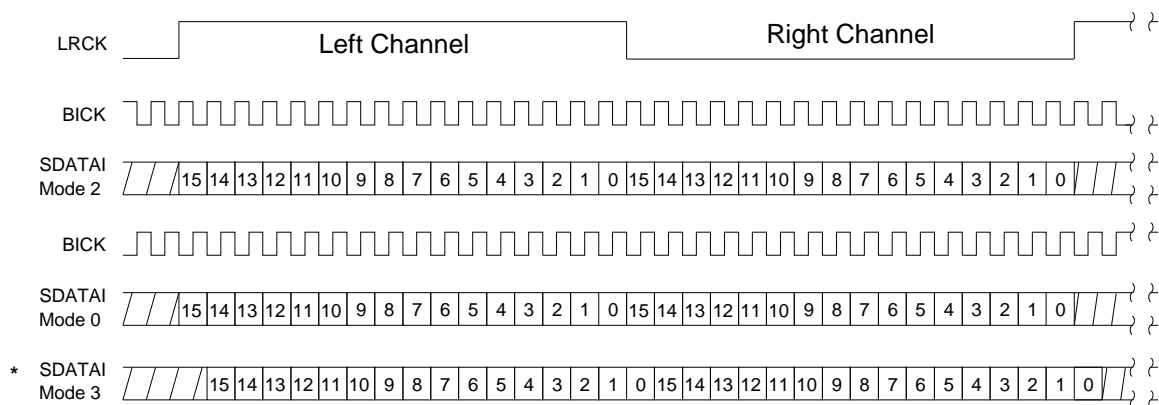 LRCK Left Channel Right Channel
BICK
SDATAI
Mode 2 15 14 13 12 11 10 9 8 7 6 5 4 3 2 1 0 15 14 13 12 11 10 9 8 7 6 5 4 3 2 1 0
BICK
SDATAI
Mode 0 15 14 13 12 11 10 9 8 7 6 5 4 3 2 1 0 15 14 13 12 11 10 9 8 7 6 5 4 3 2 1 0
* SDATAI
Mode 3 15 14 13 12 11 10 9 8 7 6 5 4 3 2 1 0 15 14 13 12 11 10 9 8 7 6 5 4 3 2 1 0